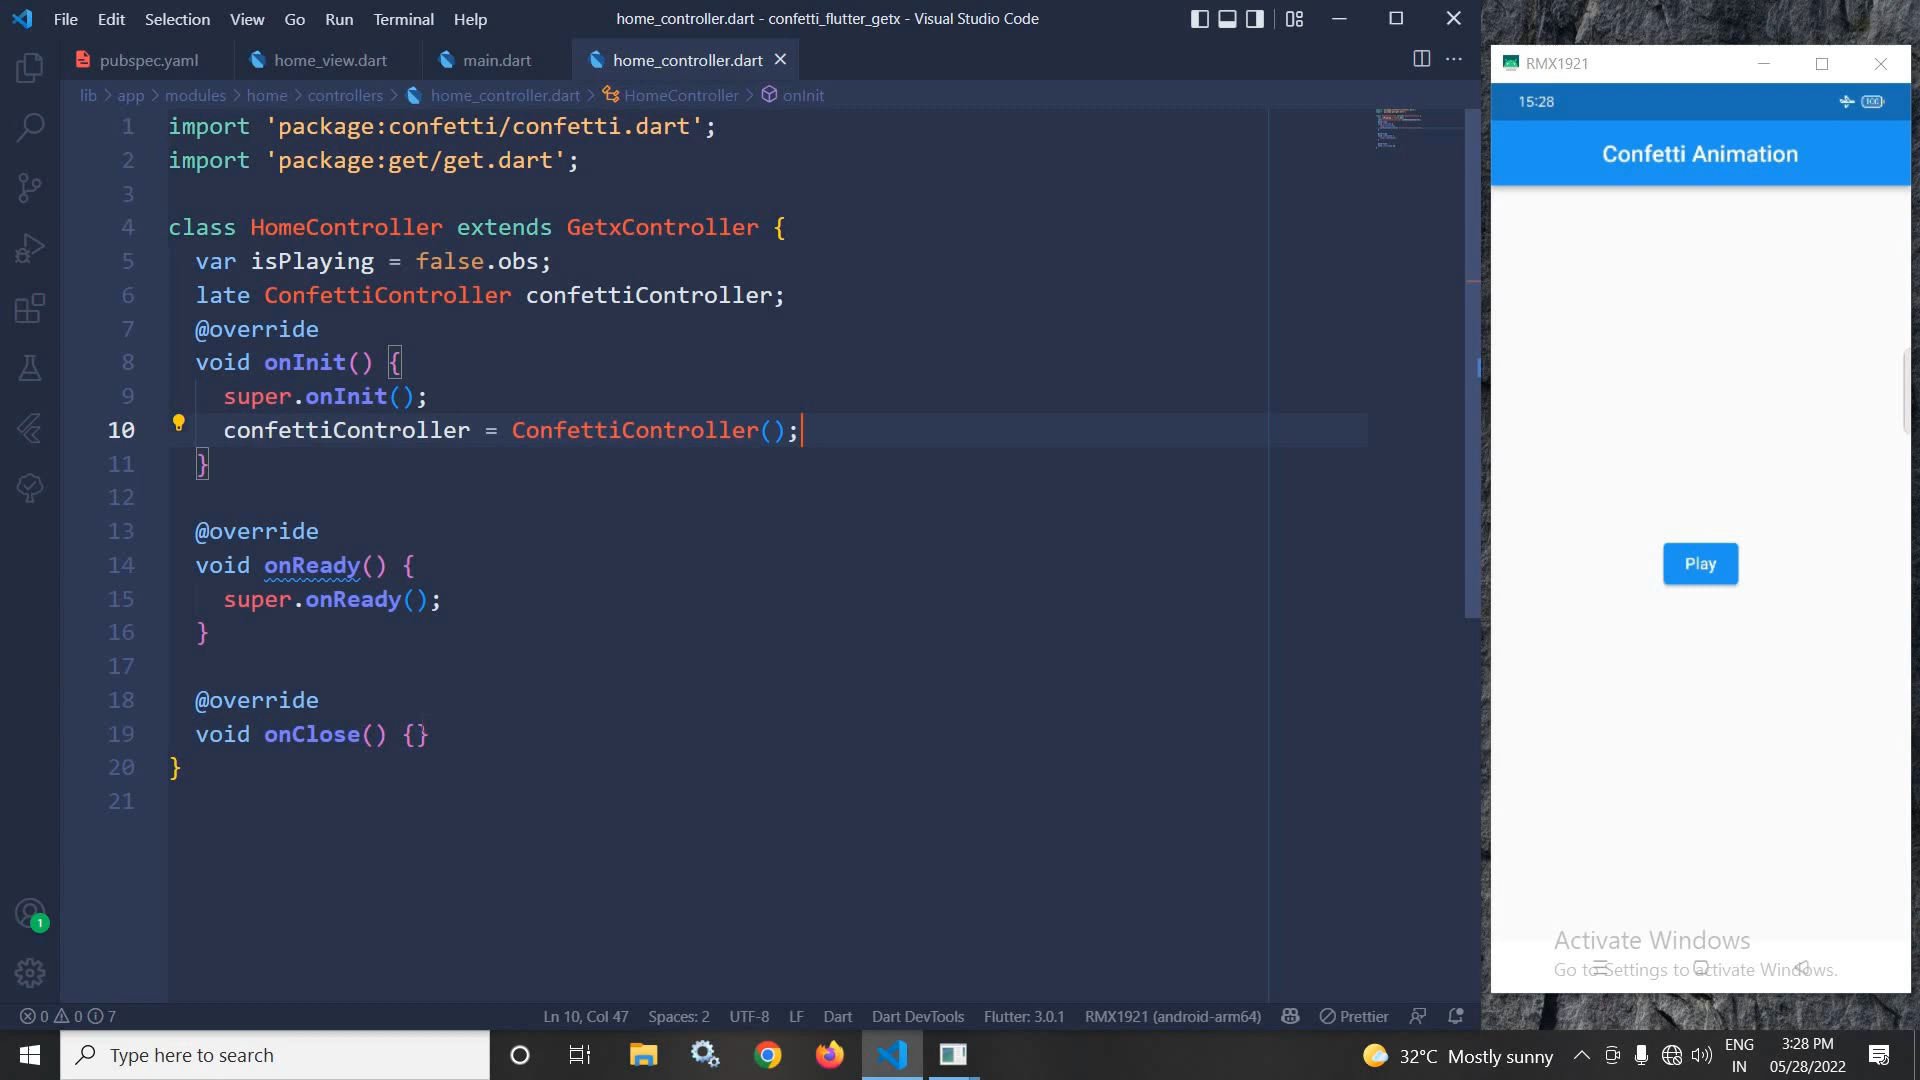 File Edit Selection View Go Run Terminal Help
home_controller.dart - confetti_flutter_getx - Visual Studio Code
pubspec.yaml home_view.dart main.dart home_controller.dart
lib > app > modules > home > controllers > home_controller.dart > HomeController > onInit
1 import 'package:confetti/confetti.dart';
2 import 'package:get/get.dart';
3
4 class HomeController extends GetxController {
5 var isPlaying = false.obs;
6 late ConfettiController confettiController;
7 @override
8 void onInit() {
9 super.onInit();
10 confettiController = ConfettiController();
11 }
12
13 @override
14 void onReady() {
15 super.onReady();
16 }
17
18 @override
19 void onClose() {}
20 }
21
1
0 0 7
Ln 10, Col 47 Spaces: 2 UTF-8 LF Dart Dart DevTools Flutter: 3.0.1 RMX1921 (android-arm64) Prettier
RMX1921
15:28 100
Confetti Animation
Play
Activate Windows
Go to Settings to activate Windows.
Type here to search
32°C Mostly sunny
ENG
IN
3:28 PM
05/28/2022